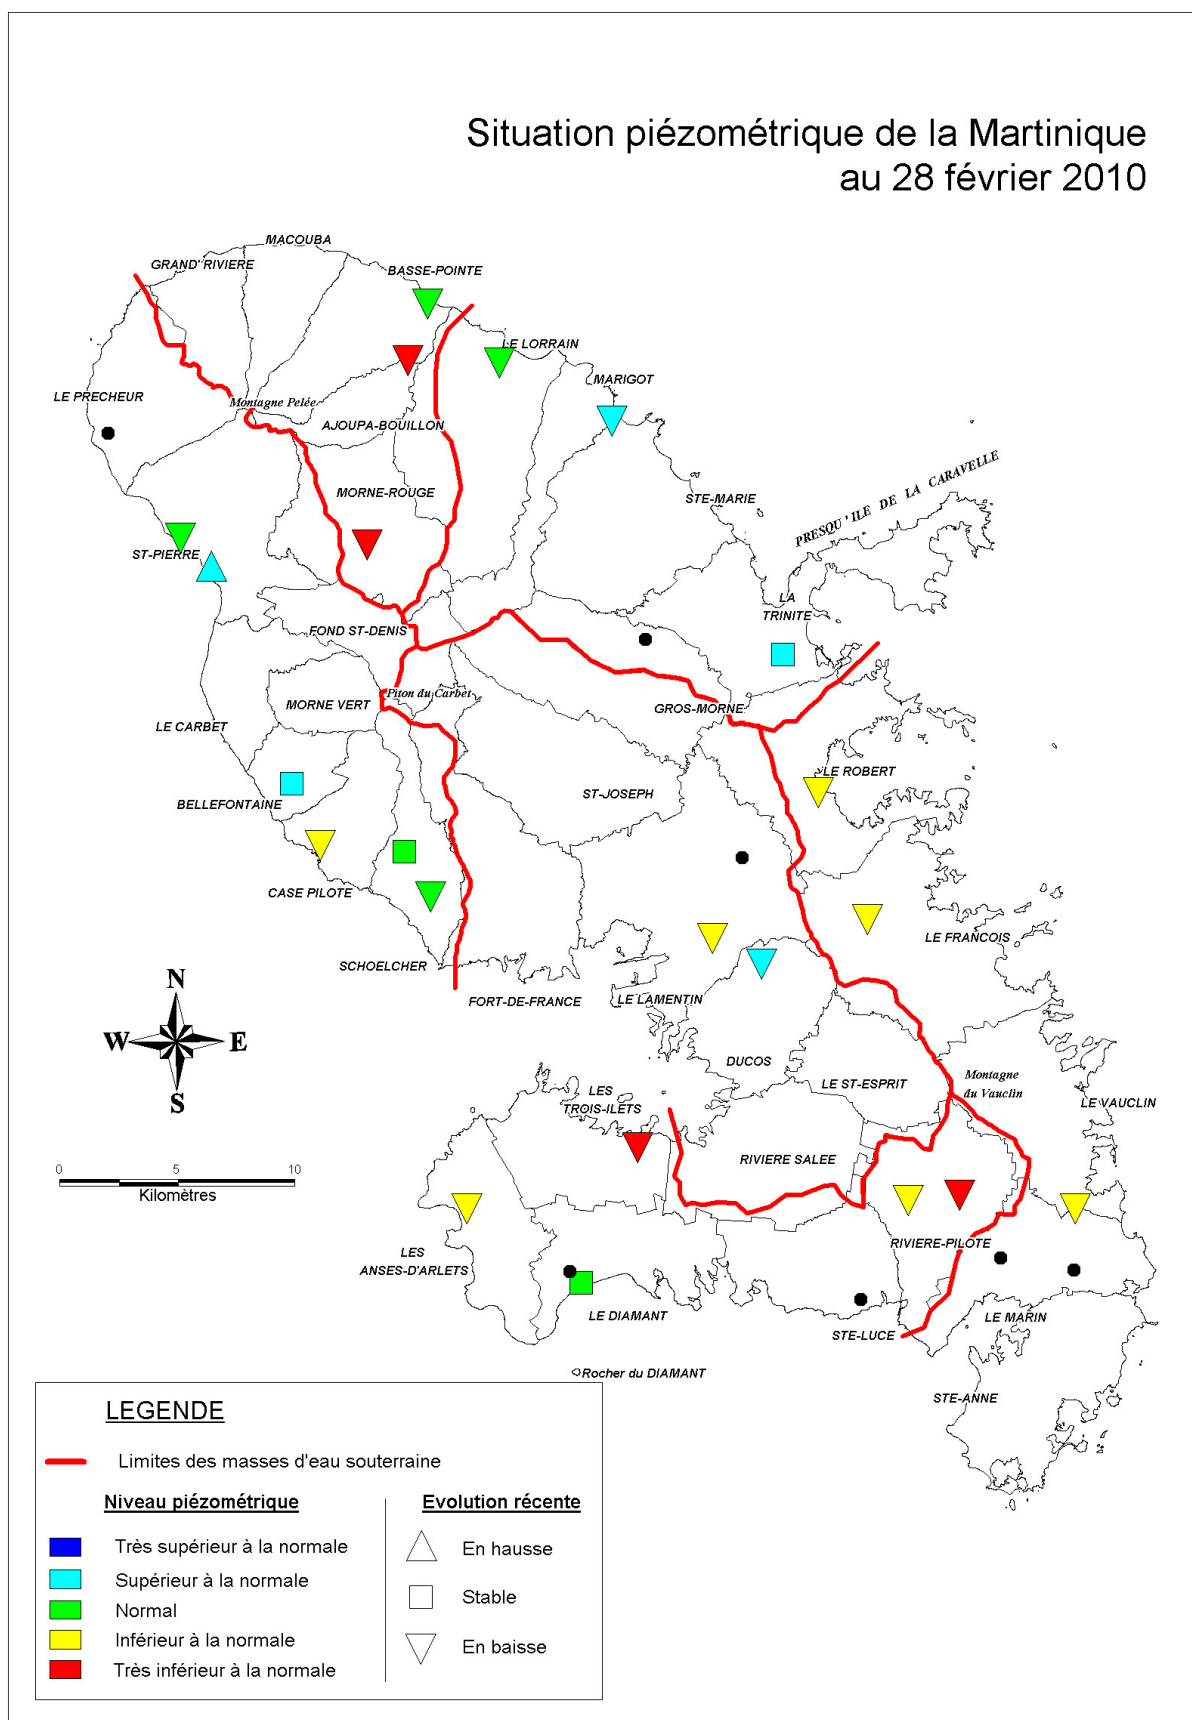 Situation piézométrique de la Martinique
au 28 février 2010
MACOUBA
GRAND' RIVIERE
BASSE-POINTE
LE LORRAIN
MARIGOT
LE PRECHEUR
Montagne Pelée
AJOUPA-BOUILLON
PRESQU'ILE DE LA CARAVELLE
MORNE-ROUGE
STE-MARIE
ST-PIERRE
LA
TRINITE
FOND ST-DENIS
Piton du Carbet
MORNE VERT
GROS-MORNE
LE CARBET
LE ROBERT
ST-JOSEPH
BELLEFONTAINE
CASE PILOTE
LE FRANCOIS
SCHOELCHER
FORT-DE-FRANCE
LE LAMENTIN
N
W
E
S
DUCOS
LE ST-ESPRIT
Montagne
du Vauclin
LES
TROIS-ILETS
LE VAUCLIN
RIVIERE SALEE
0 5 10
Kilomètres
RIVIERE-PILOTE
LES
ANSES-D'ARLETS
LE DIAMANT
LE MARIN
STE-LUCE
Rocher du DIAMANT
STE-ANNE
LEGENDE
Limites des masses d'eau souterraine
Niveau piézométrique
Evolution récente
Très supérieur à la normale
En hausse
Supérieur à la normale
Stable
Normal
Inférieur à la normale
En baisse
Très inférieur à la normale